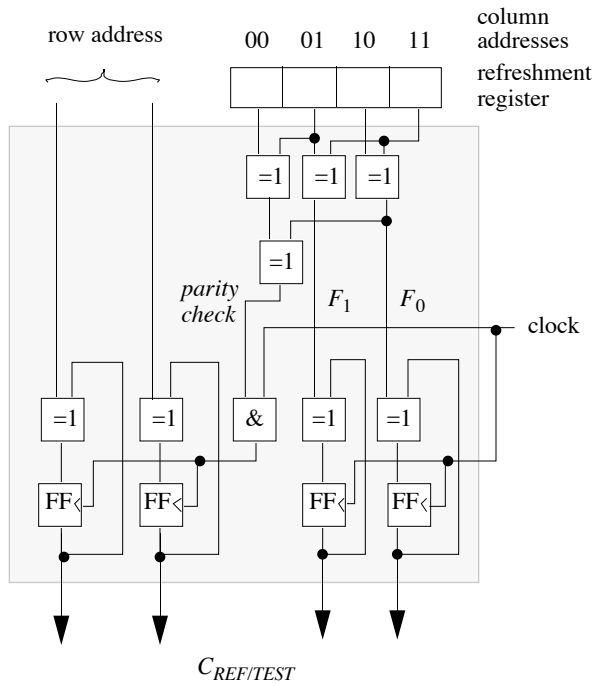 column
row address
00 01 10 11
addresses
refreshment
register
=1 =1 =1
=1
parity
check
F1 F0
clock
=1 =1 & =1 =1
FF FF FF FF
CREF/TEST